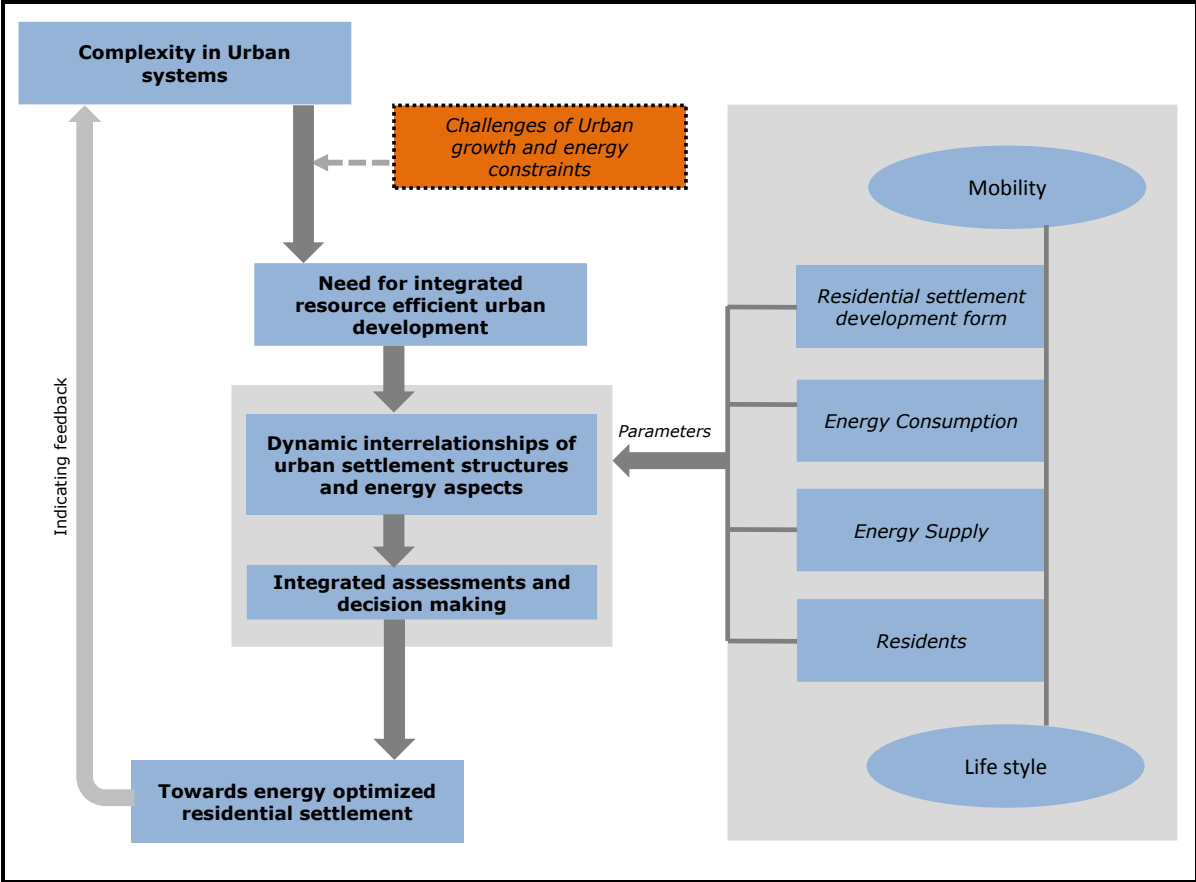 Complexity in Urban
systems
Challenges of Urban
growth and energy
constraints
Mobility
Need for integrated
resource efficient urban
development
Residential settlement
development form
Indicating feedback
Dynamic interrelationships of
urban settlement structures
and energy aspects
Parameters
Energy Consumption
Energy Supply
Integrated assessments and
decision making
Residents
Towards energy optimized
residential settlement
Life style